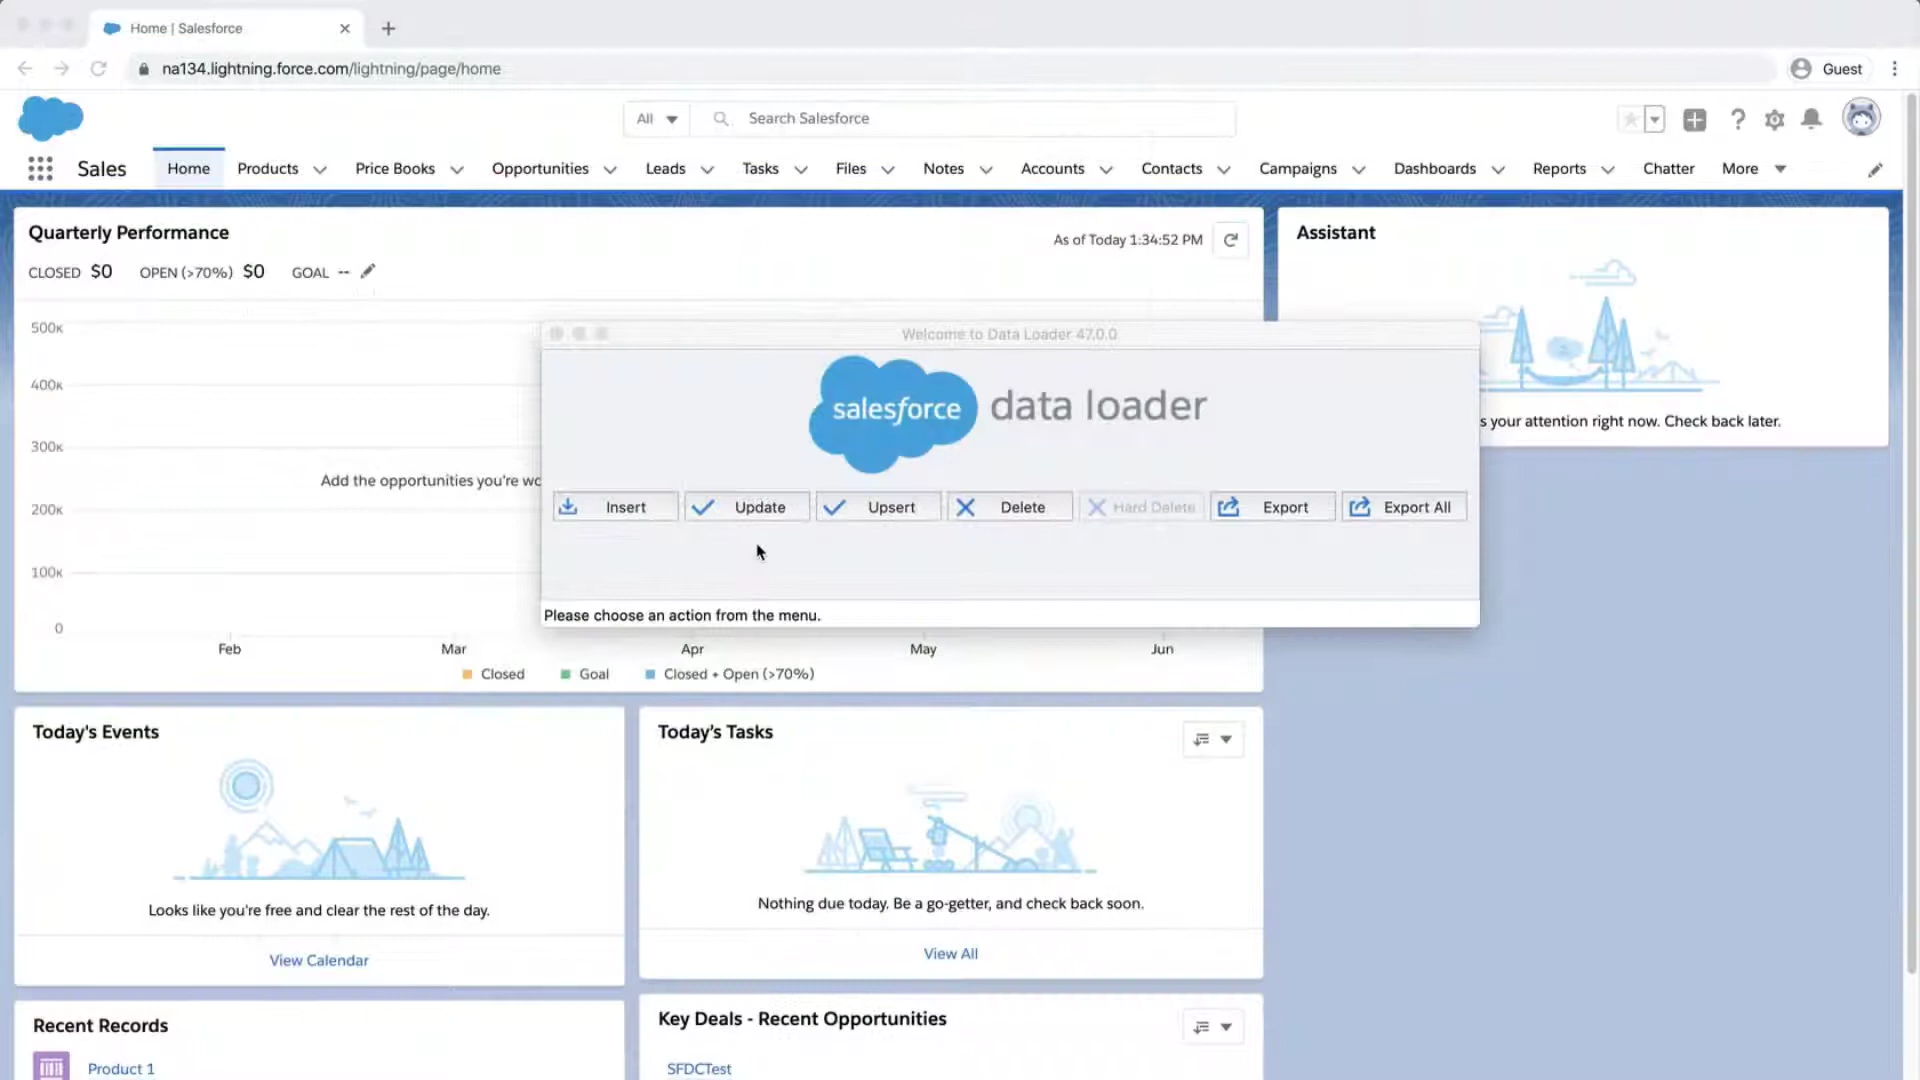 Home | Salesforce
na134.lightning.force.com/lightning/page/home
Guest
All
Search Salesforce
Sales
Home
Products
Price Books
Opportunities
Leads
Tasks
Files
Notes
Accounts
Contacts
Campaigns
Dashboards
Reports
Chatter
More
Quarterly Performance
As of Today 1:34:52 PM
CLOSED $0 OPEN (>70%) $0 GOAL --
500K
400K
300K
200K
100K
0
Add the opportunities you're wo
Feb
Mar
Apr
May
Jun
Closed
Goal
Closed + Open (>70%)
Assistant
s your attention right now. Check back later.
Welcome to Data Loader 47.0.0
salesforce data loader
Insert
Update
Upsert
Delete
Hard Delete
Export
Export All
Please choose an action from the menu.
Today's Events
Looks like you're free and clear the rest of the day.
View Calendar
Today's Tasks
Nothing due today. Be a go-getter, and check back soon.
View All
Recent Records
Product 1
Key Deals - Recent Opportunities
SFDCTest